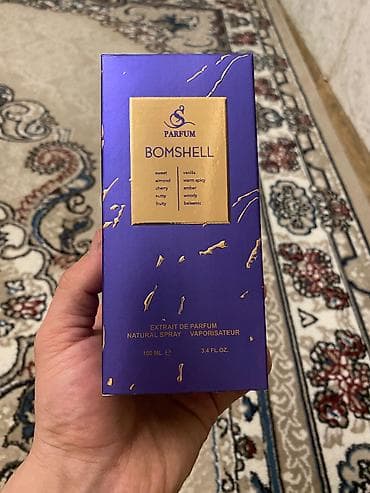 S
PARFUM
BOMSHELL
sweet vanilla
almond warm spicy
cherry amber
nutty woody
fruity balsamic
EXTRAIT DE PARFUM
NATURAL SPRAY VAPORISATEUR
100 ML. e 3.4 FL.OZ.